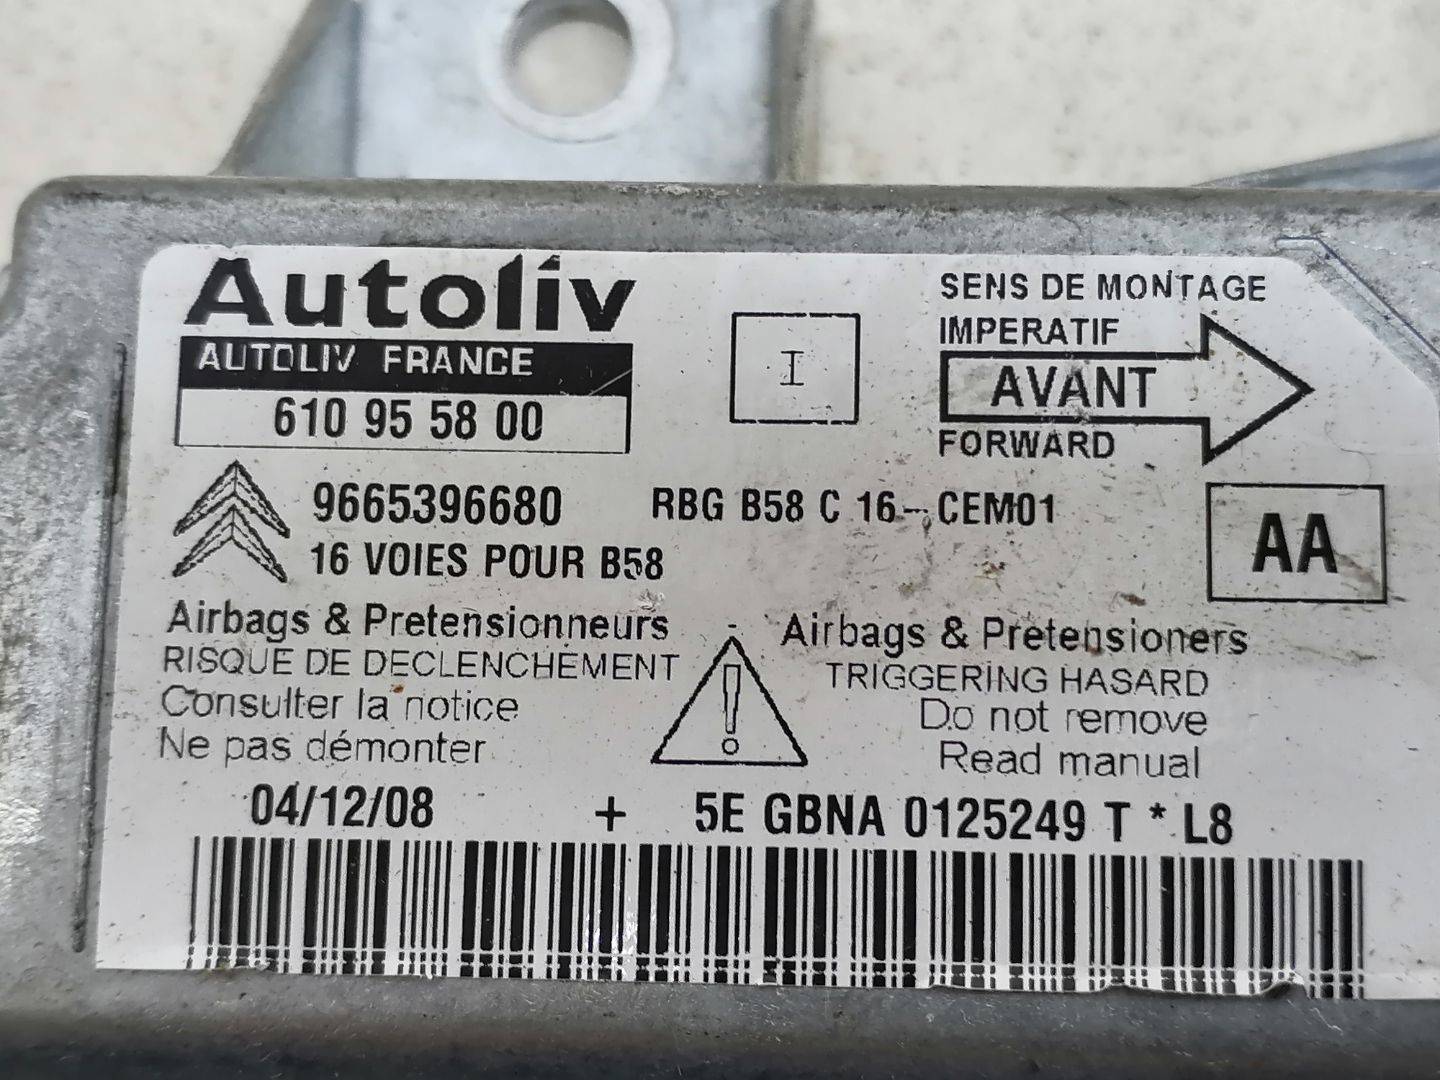 Autoliv
AUTOLIV FRANCE
610 95 58 00
I
SENS DE MONTAGE
IMPERATIF
AVANT
FORWARD
9665396680
RBG B58 C 16-CEM01
16 VOIES POUR B58
AA
Airbags & Pretensionneurs
RISQUE DE DECLENCHEMENT
Consulter la notice
Ne pas démonter
!
Airbags & Pretensioners
TRIGGERING HASARD
Do not remove
Read manual
04/12/08 + 5E GBNA 0125249 T * L8